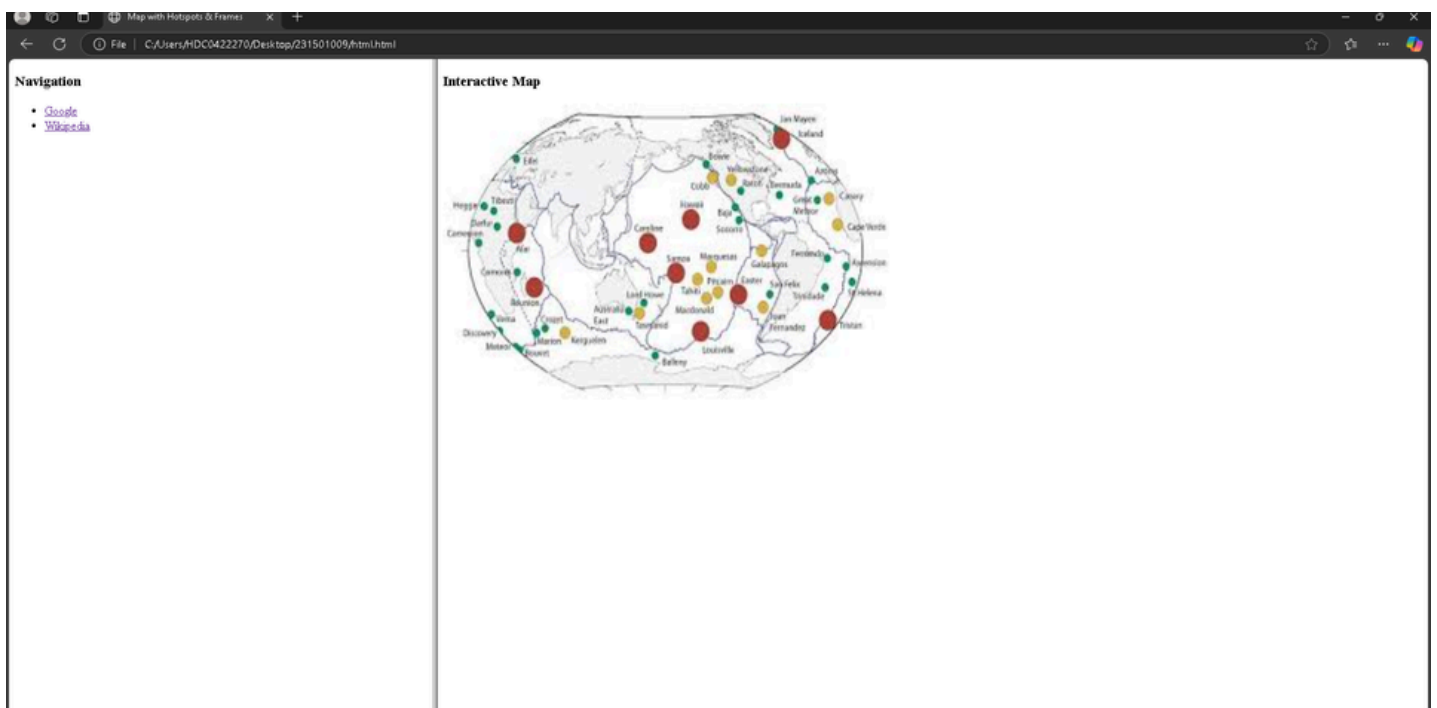 Map with Hotspots & Frames
File | C:/Users/HDC0422270/Desktop/231501009/html.html
Navigation
Google
Wikipedia
Interactive Map
Jan Mayen
Iceland
Eifel
Bowie
Yellowstone
Azores
Cobb
Raton
Bermuda
Great
Meteor
Canary
Hoggar
Tibesti
Hawaii
Baja
Darfur
Cameroon
Caroline
Socorro
Cape Verde
Afar
Samoa
Marquesas
Galapagos
Fernando
Ascension
Comores
Tahiti
Pitcairn
Easter
San Felix
Trinidade
St Helena
Réunion
Lord Howe
Australia
East
Macdonald
Juan
Fernandez
Tristan
Vema
Crozet
Tasmanid
Discovery
Marion
Kerguelen
Meteor
Bouvet
Louisville
Balleny